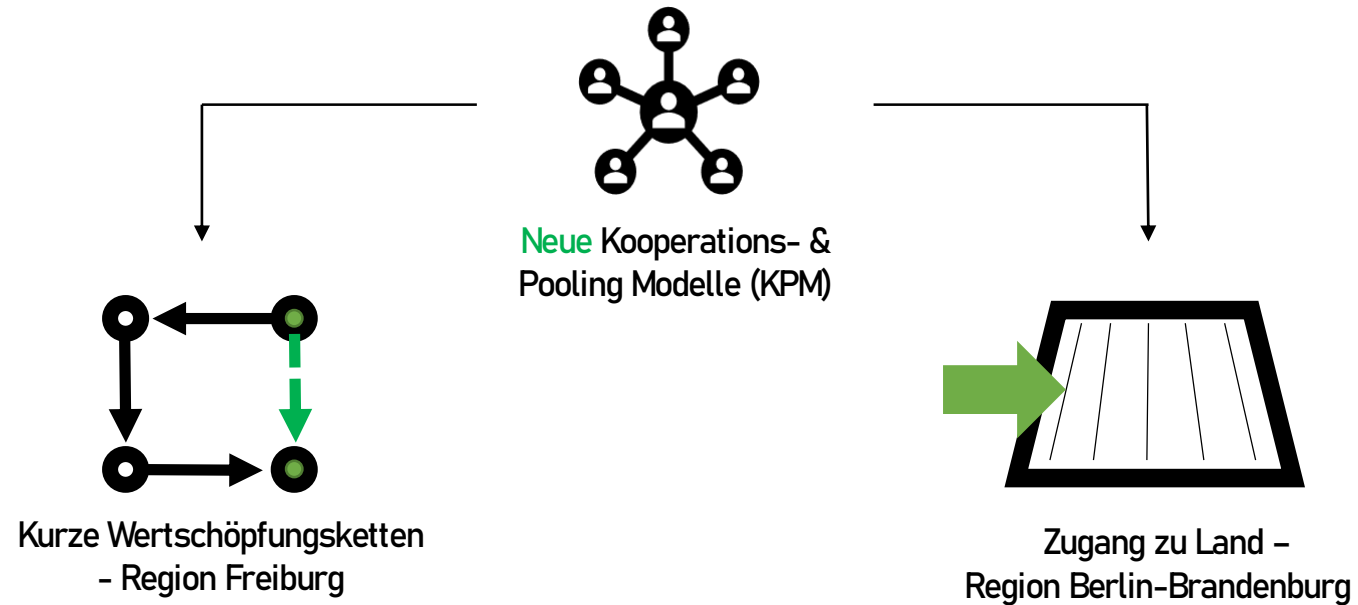 Neue Kooperations- &
Pooling Modelle (KPM)
Kurze Wertschöpfungsketten
- Region Freiburg
Zugang zu Land –
Region Berlin-Brandenburg